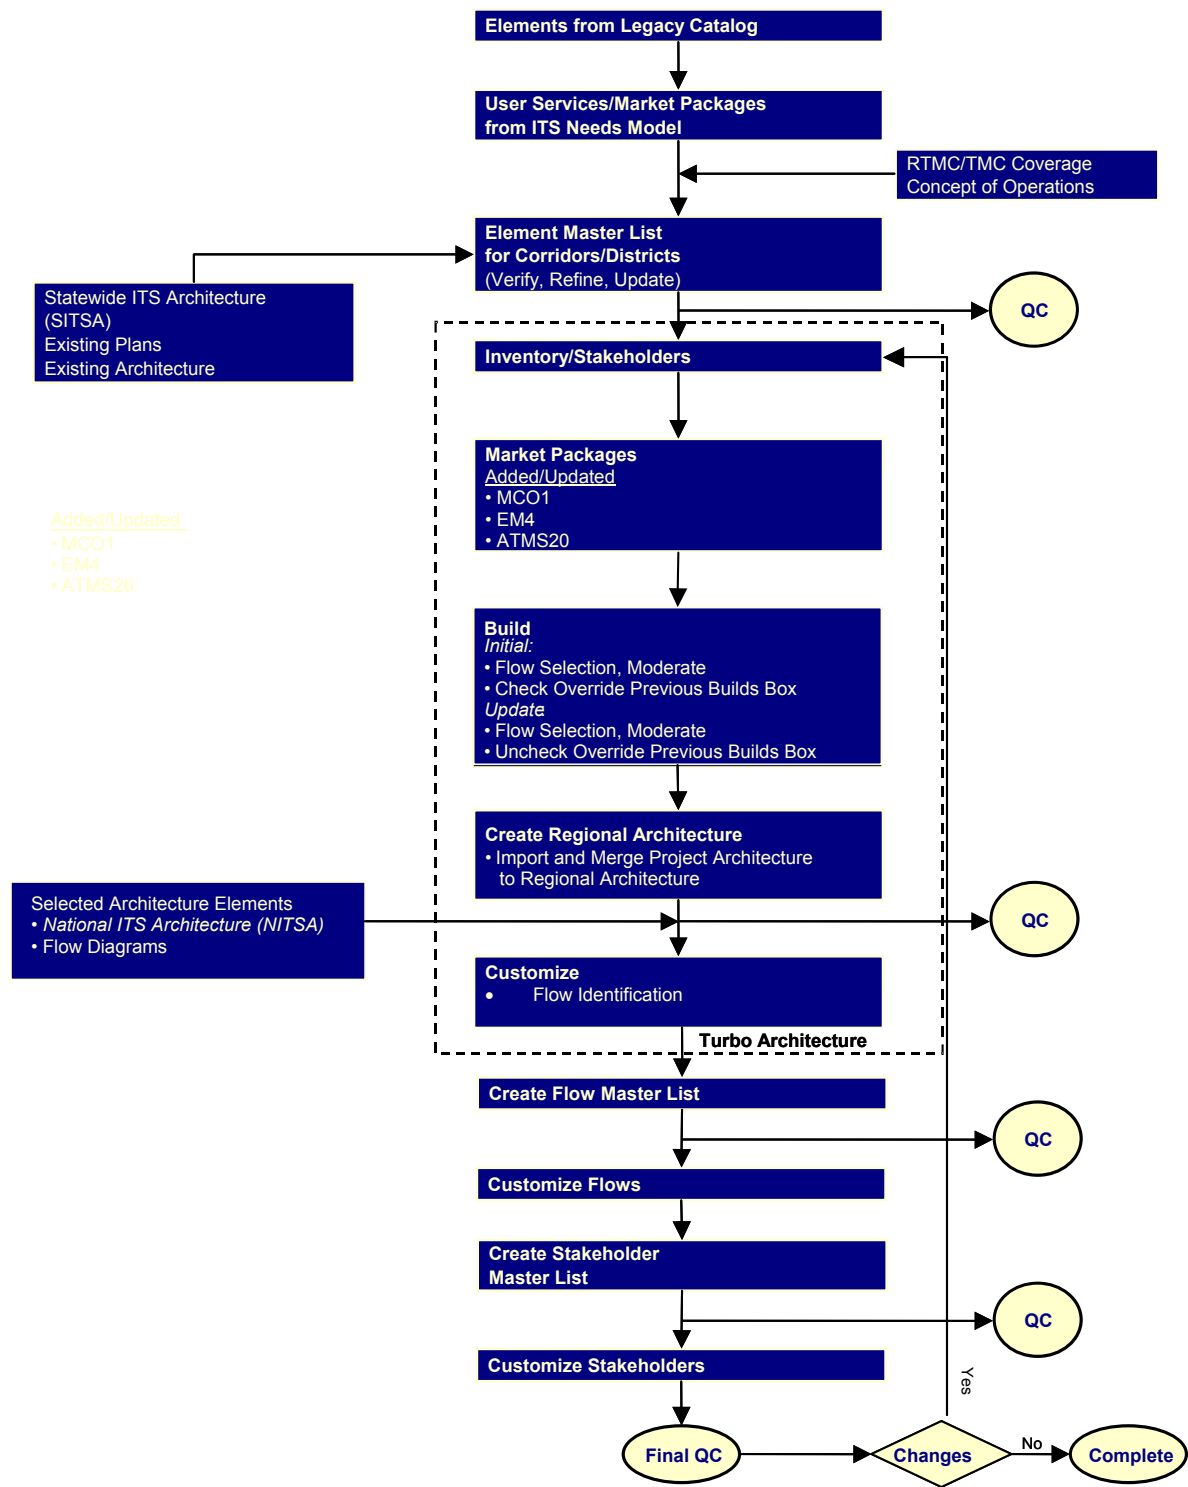 Elements from Legacy Catalog
User Services/Market Packages
from ITS Needs Model
RTMC/TMC Coverage
Concept of Operations
Element Master List
for Corridors/Districts
(Verify, Refine, Update)
Statewide ITS Architecture
(SITSA)
Existing Plans
Existing Architecture
QC
Inventory/Stakeholders
Market Packages
Added/Updated
• MCO1
• EM4
• ATMS20
Added/Updated
• MCO1
• EM4
• ATMS20
Build
Initial:
• Flow Selection, Moderate
• Check Override Previous Builds Box
Update
• Flow Selection, Moderate
• Uncheck Override Previous Builds Box
Create Regional Architecture
• Import and Merge Project Architecture
to Regional Architecture
Selected Architecture Elements
• National ITS Architecture (NITSA)
• Flow Diagrams
QC
Customize
• Flow Identification
Turbo Architecture
Create Flow Master List
QC
Customize Flows
Create Stakeholder
Master List
QC
Customize Stakeholders
Yes
Final QC
Changes
No
Complete